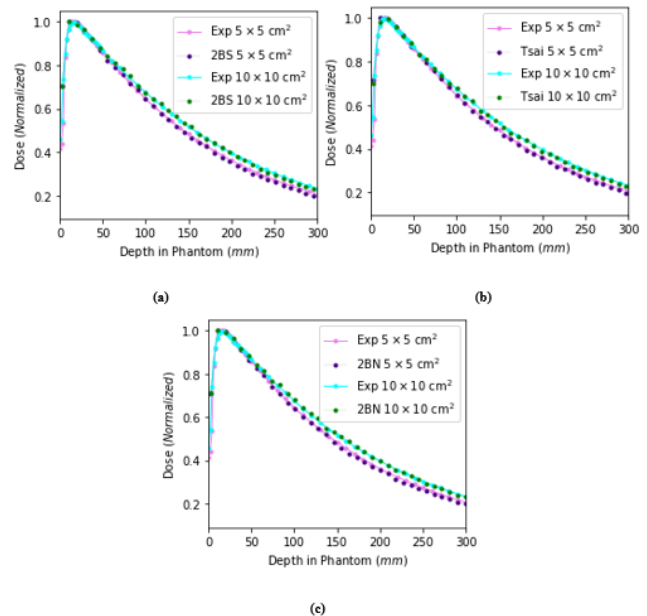 Exp 5 × 5 cm²
2BS 5 × 5 cm²
Exp 10 × 10 cm²
2BS 10 × 10 cm²
1.0
0.8
0.6
0.4
0.2
Dose (Normalized)
0 50 100 150 200 250 300
Depth in Phantom (mm)
(a)
Exp 5 × 5 cm²
Tsai 5 × 5 cm²
Exp 10 × 10 cm²
Tsai 10 × 10 cm²
1.0
0.8
0.6
0.4
0.2
Dose (Normalized)
0 50 100 150 200 250 300
Depth in Phantom (mm)
(b)
Exp 5 × 5 cm²
2BN 5 × 5 cm²
Exp 10 × 10 cm²
2BN 10 × 10 cm²
1.0
0.8
0.6
0.4
0.2
Dose (Normalized)
0 50 100 150 200 250 300
Depth in Phantom (mm)
(c)